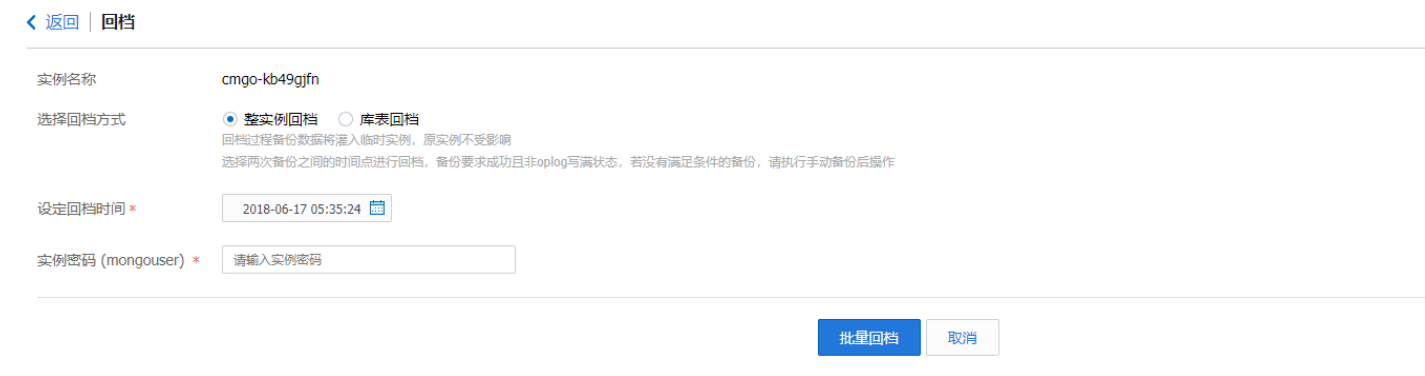 返回 回档
实例名称 cmgo-kb49gjfn
选择回档方式 整实例回档 库表回档
回档过程备份数据将灌入临时实例，原实例不受影响
选择两次备份之间的时间点进行回档，备份要求成功且非oplog写满状态，若没有满足条件的备份，请执行手动备份后操作
设定回档时间 * 2018-06-17 05:35:24
实例密码 (mongouser) * 请输入实例密码
批量回档 取消